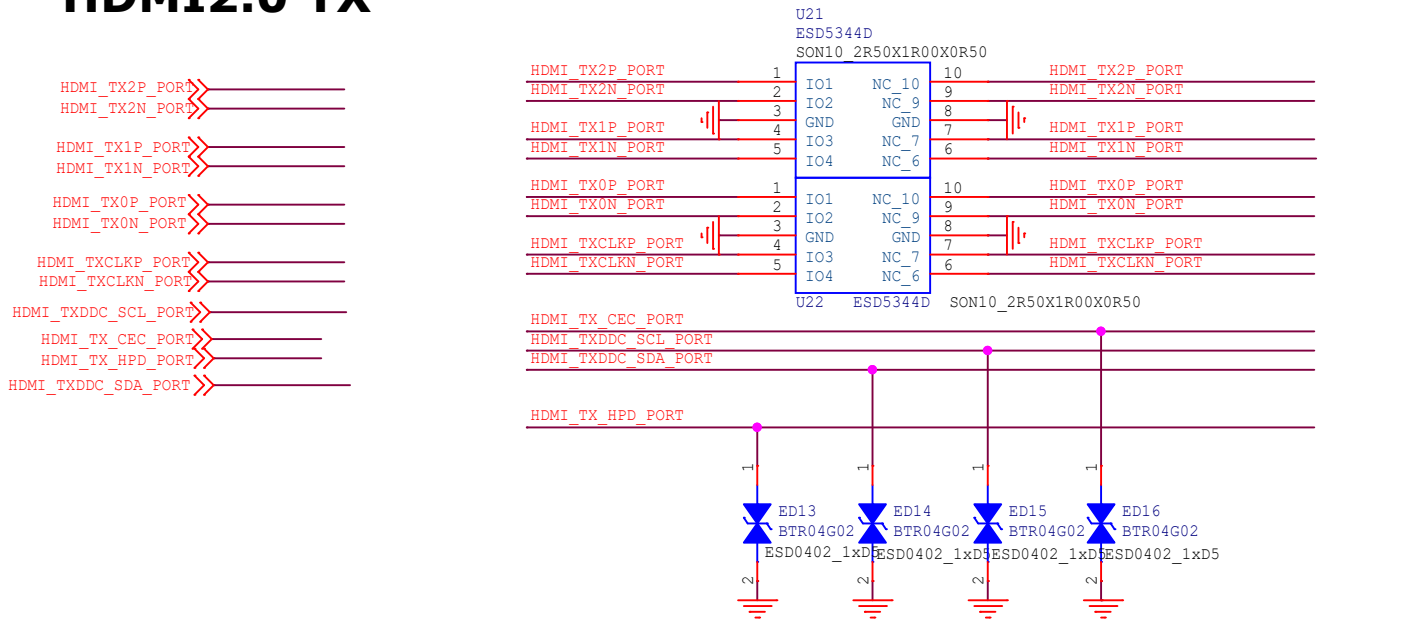 HDMI2.0 TX
HDMI_TX2P_PORT
HDMI_TX2N_PORT
HDMI_TX1P_PORT
HDMI_TX1N_PORT
HDMI_TX0P_PORT
HDMI_TX0N_PORT
HDMI_TXCLKP_PORT
HDMI_TXCLKN_PORT
HDMI_TXDDC_SCL_PORT
HDMI_TX_CEC_PORT
HDMI_TX_HPD_PORT
HDMI_TXDDC_SDA_PORT
U21
ESD5344D
SON10_2R50X1R00X0R50
HDMI_TX2P_PORT 1 IO1 NC_10 10 HDMI_TX2P_PORT
HDMI_TX2N_PORT 2 IO2 NC_9 9 HDMI_TX2N_PORT
3 GND GND 8
HDMI_TX1P_PORT 4 IO3 NC_7 7 HDMI_TX1P_PORT
HDMI_TX1N_PORT 5 IO4 NC_6 6 HDMI_TX1N_PORT
HDMI_TX0P_PORT 1 IO1 NC_10 10 HDMI_TX0P_PORT
HDMI_TX0N_PORT 2 IO2 NC_9 9 HDMI_TX0N_PORT
3 GND GND 8
HDMI_TXCLKP_PORT 4 IO3 NC_7 7 HDMI_TXCLKP_PORT
HDMI_TXCLKN_PORT 5 IO4 NC_6 6 HDMI_TXCLKN_PORT
U22 ESD5344D SON10_2R50X1R00X0R50
HDMI_TX_CEC_PORT
HDMI_TXDDC_SCL_PORT
HDMI_TXDDC_SDA_PORT
HDMI_TX_HPD_PORT
1 1 1 1
ED13 ED14 ED15 ED16
BTR04G02 BTR04G02 BTR04G02 BTR04G02
ESD0402_1xD5 ESD0402_1xD5 ESD0402_1xD5 ESD0402_1xD5
2 2 2 2